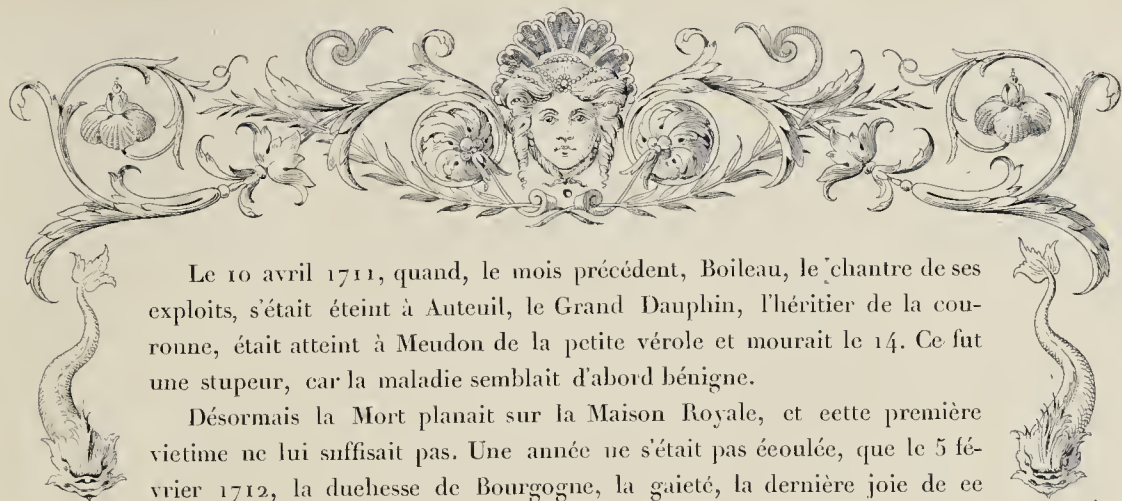 Le 10 avril 1711, quand, le mois précédent, Boileau, le chantre de ses
exploits, s'était éteint à Auteuil, le Grand Dauphin, l'héritier de la cou-
ronne, était atteint à Meudon de la petite vérole et mourait le 14. Ce fut
une stupeur, car la maladie semblait d'abord bénigne.
Désormais la Mort planait sur la Maison Royale, et cette première
victime ne lui suffisait pas. Une année ne s'était pas écoulée, que le 5 fé-
vrier 1712, la duchesse de Bourgogne, la gaieté, la dernière joie de ce